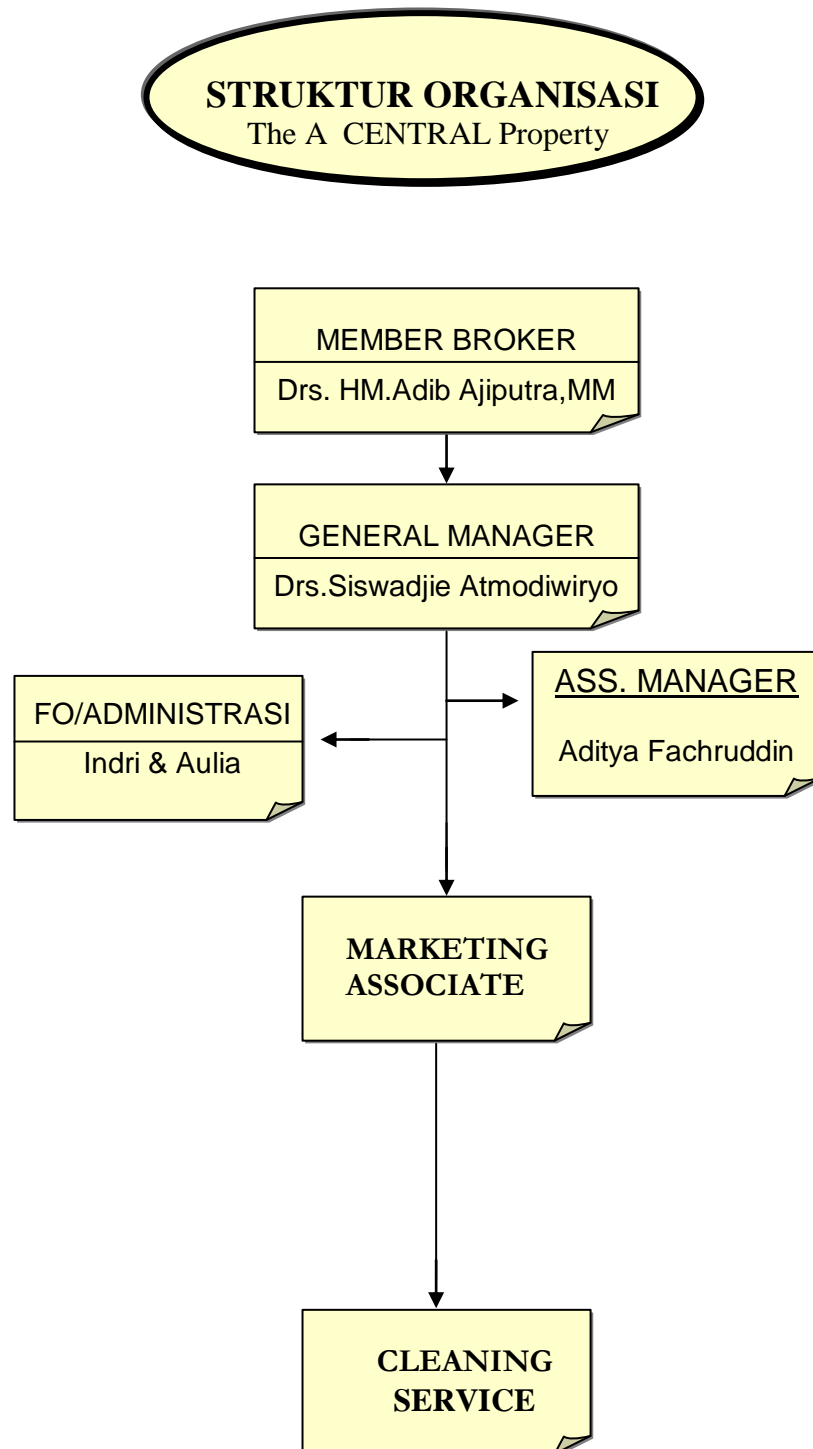 STRUKTUR ORGANISASI
The A CENTRAL Property
MEMBER BROKER
Drs. HM.Adib Ajiputra,MM
GENERAL MANAGER
Drs.Siswadjie Atmodiwiryo
FO/ADMINISTRASI
Indri & Aulia
ASS. MANAGER
Aditya Fachruddin
MARKETING
ASSOCIATE
CLEANING
SERVICE